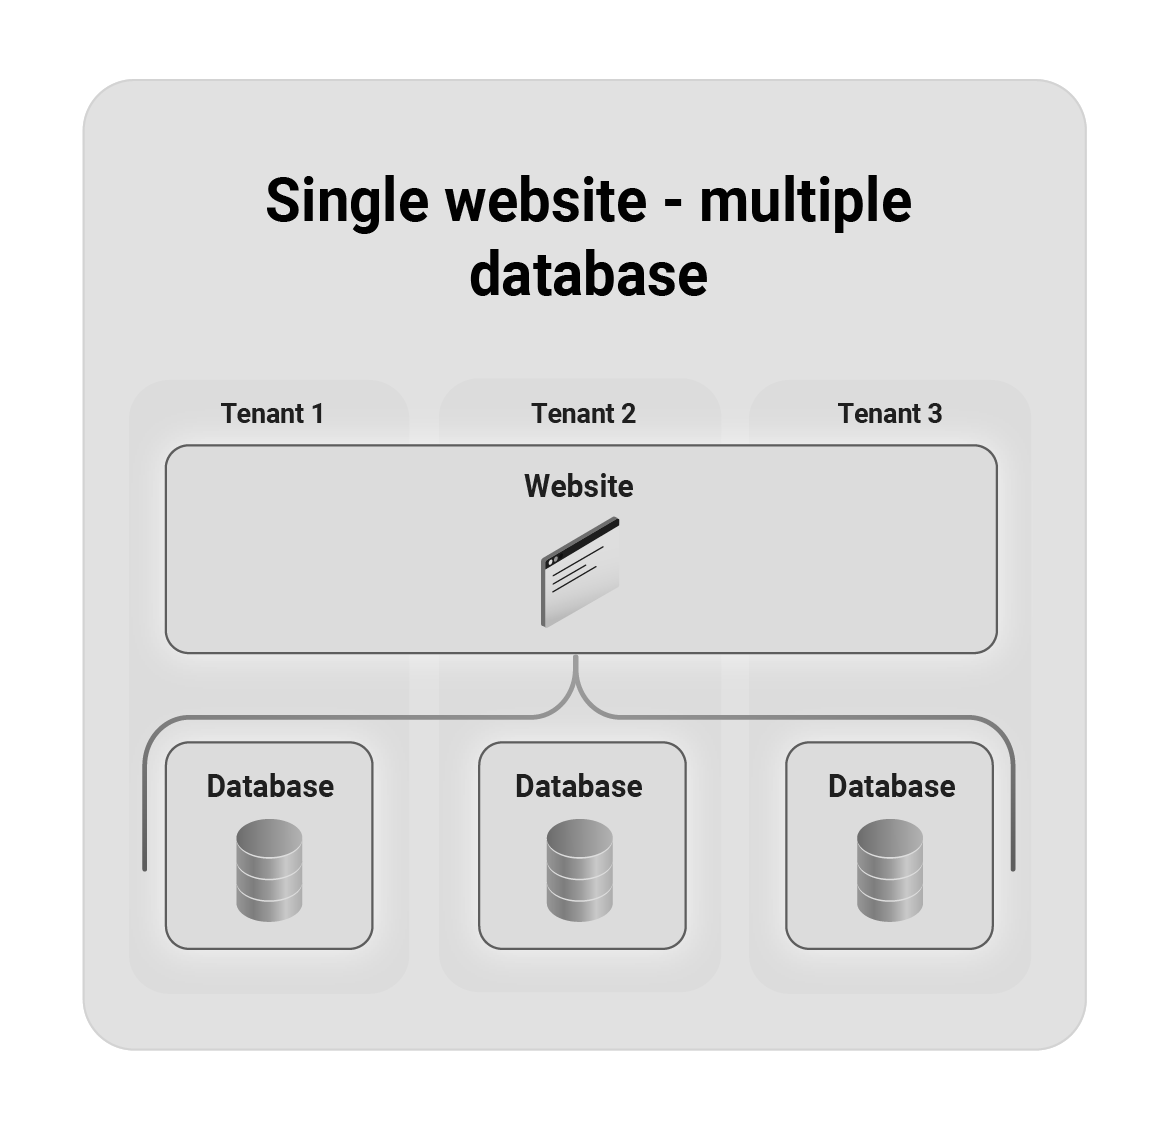 Single website - multiple
database
Tenant 1
Tenant 2
Tenant 3
Website
Database
Database
Database